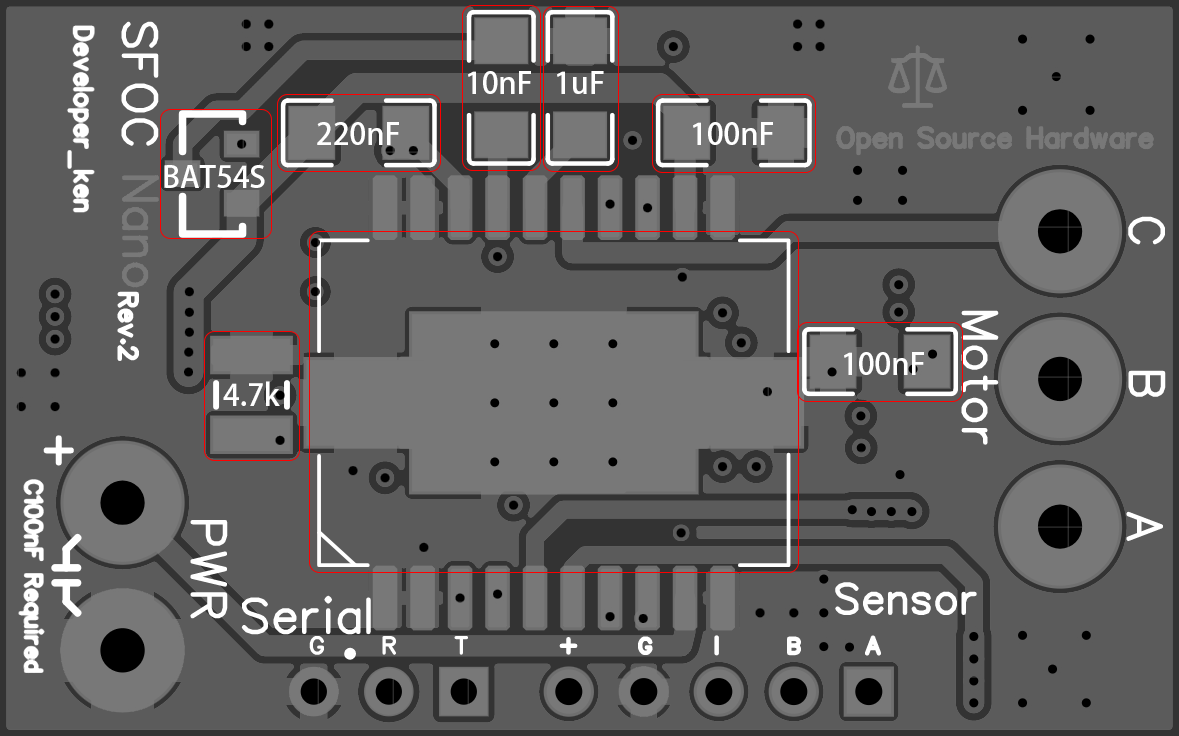 SFOC Nano
Rev.2
Developer_ken
10nF
1uF
220nF
100nF
BAT54S
Open Source Hardware
C
B
A
Motor
100nF
4.7k
+
C100nF Required
PWR
Serial
Sensor
G R T + G I B A